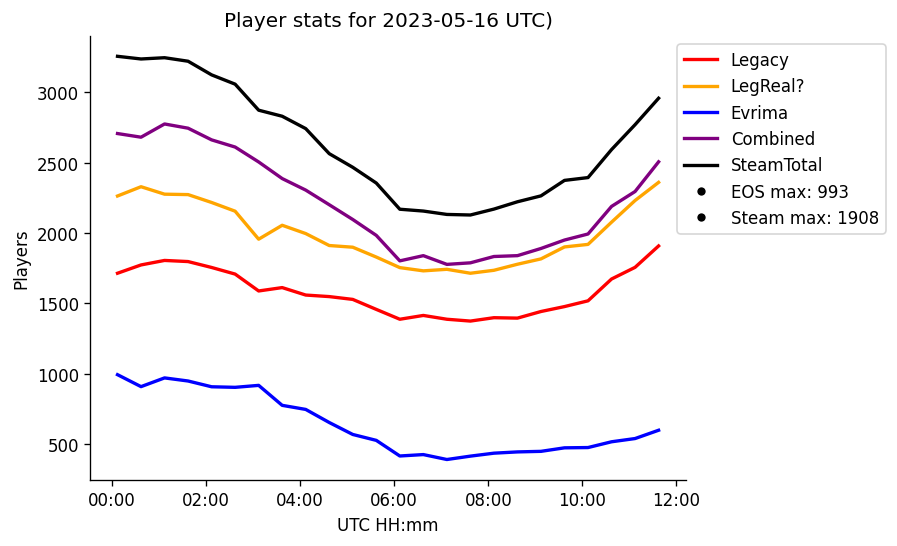 Player stats for 2023-05-16 UTC)
Legacy
LegReal?
Evrima
Combined
SteamTotal
EOS max: 993
Steam max: 1908
Players
3000
2500
2000
1500
1000
500
00:00 02:00 04:00 06:00 08:00 10:00 12:00
UTC HH:mm